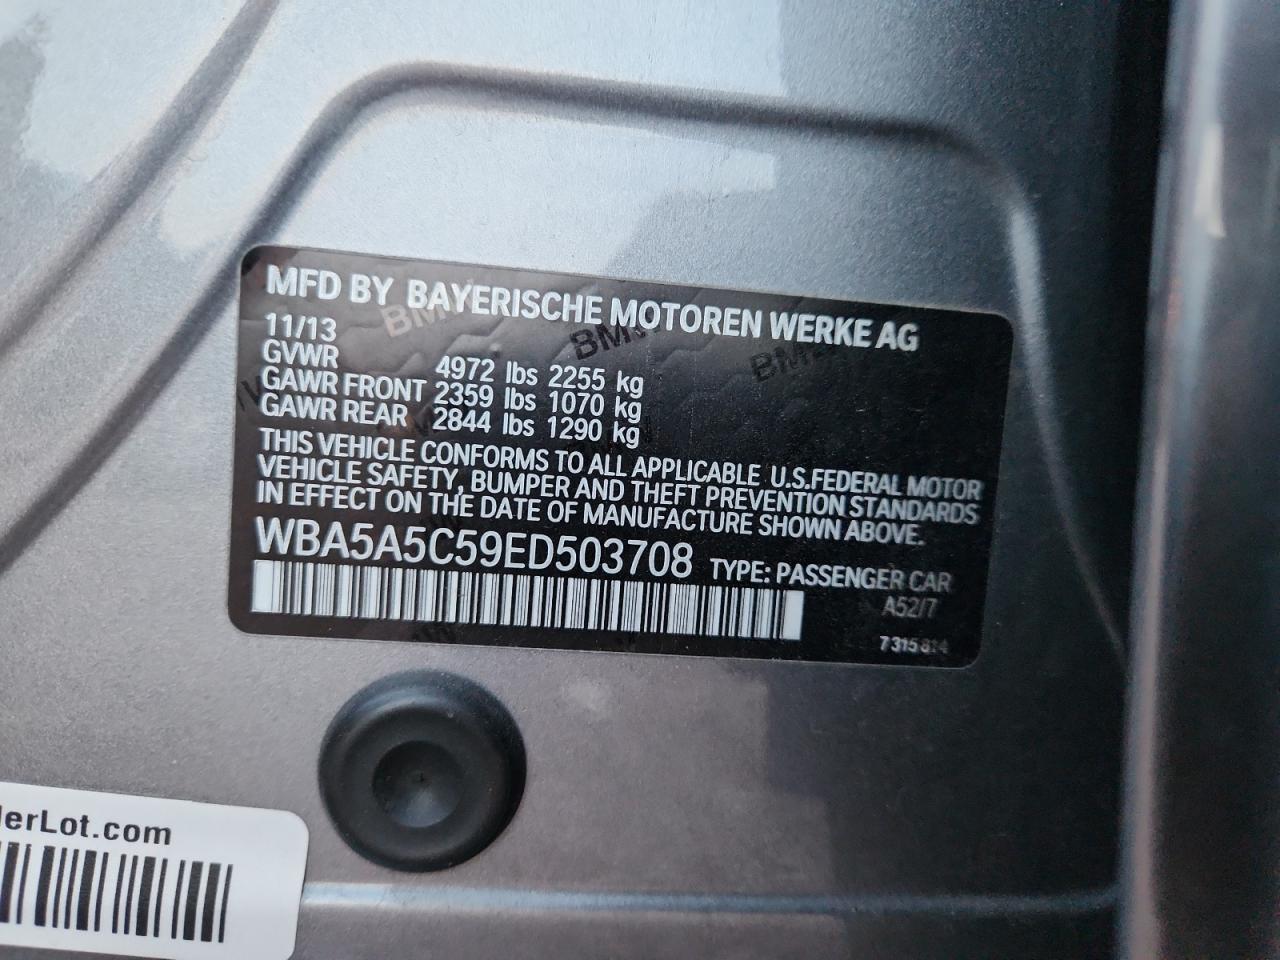 MFD BY BAYERISCHE MOTOREN WERKE AG
11/13
GVWR 4972 lbs 2255 kg
GAWR FRONT 2359 lbs 1070 kg
GAWR REAR 2844 lbs 1290 kg
THIS VEHICLE CONFORMS TO ALL APPLICABLE U.S.FEDERAL MOTOR
VEHICLE SAFETY, BUMPER AND THEFT PREVENTION STANDARDS
IN EFFECT ON THE DATE OF MANUFACTURE SHOWN ABOVE.
WBA5A5C59ED503708 TYPE: PASSENGER CAR
A52/7
7315814
lerLot.com